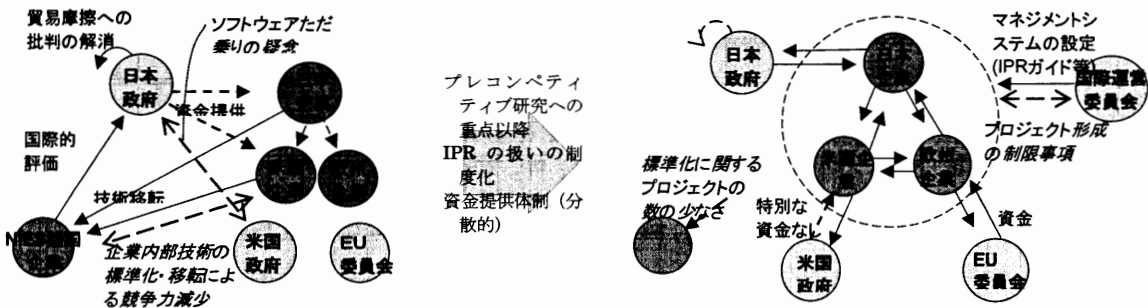 貿易摩擦への
批判の解消
ソフトウェアただ
乗りの疑念
日本
政府
資金提供
国際的
評価
技術移転
企業内部技術の
標準化・移転によ
る競争力減少
米国
政府
EU
委員会
プレコンペティ
ティブ研究への
重点以降
IPR の扱いの制
度化
資金提供体制（分
散的）
日本
政府
マネジメントシ
ステムの設定
(IPRガイド等)
国際運営
委員会
プロジェクト形成
の制限事項
標準化に関する
プロジェクトの
数の少なさ
特別な
資金なし
資金
米国
政府
EU
委員会